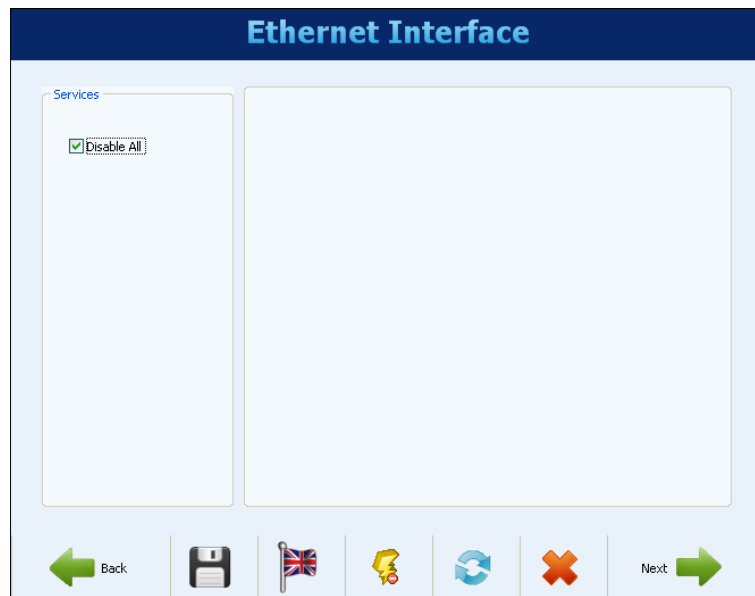 Ethernet Interface
Services
Disable All
Back
Next